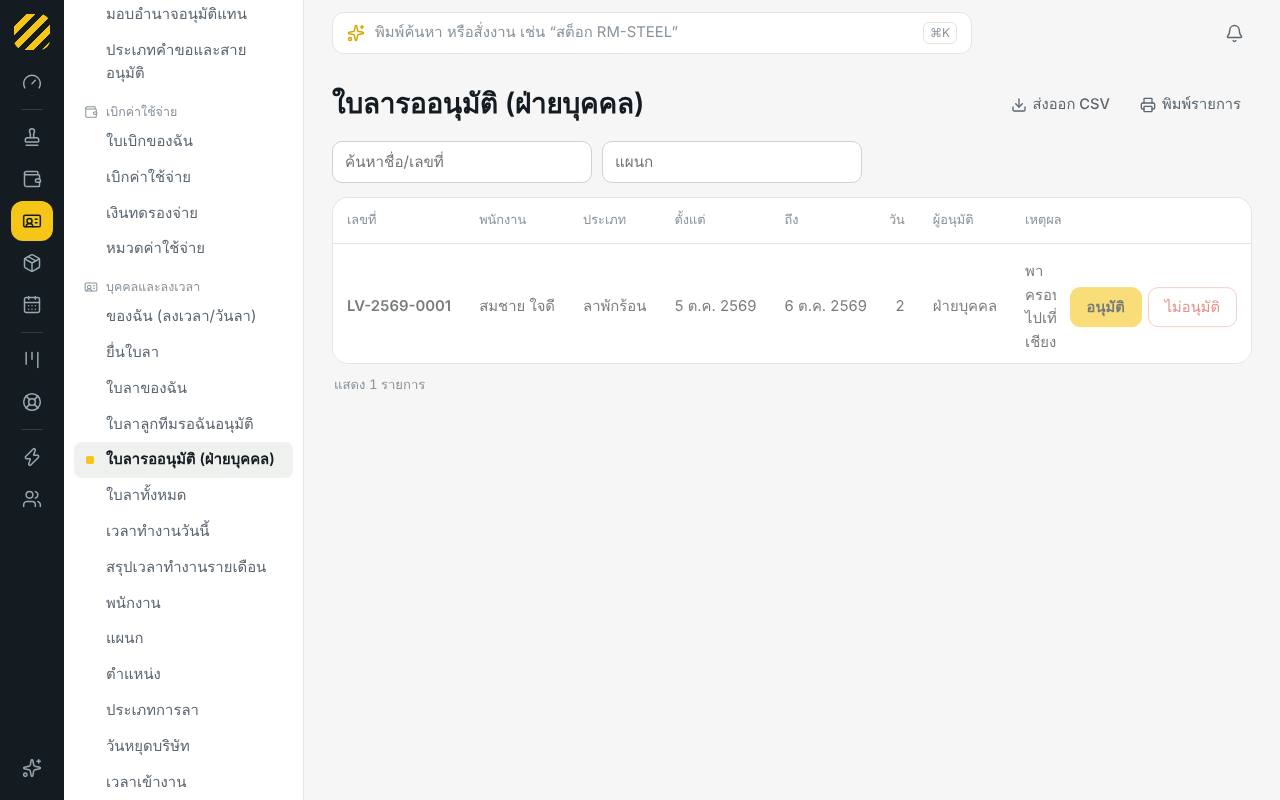 มอบอำนาจอนุมัติแทน
ประเภทคำขอและสาย
อนุมัติ
เบิกค่าใช้จ่าย
ใบเบิกของฉัน
เบิกค่าใช้จ่าย
เงินทดรองจ่าย
หมวดค่าใช้จ่าย
บุคคลและลงเวลา
ของฉัน (ลงเวลา/วันลา)
ยื่นใบลา
ใบลาของฉัน
ใบลาลูกทีมรอฉันอนุมัติ
ใบลารออนุมัติ (ฝ่ายบุคคล)
ใบลาทั้งหมด
เวลาทำงานวันนี้
สรุปเวลาทำงานรายเดือน
พนักงาน
แผนก
ตำแหน่ง
ประเภทการลา
วันหยุดบริษัท
เวลาเข้างาน
พิมพ์ค้นหา หรือสั่งงาน เช่น “สต็อก RM-STEEL” ⌘K
ใบลารออนุมัติ (ฝ่ายบุคคล) ส่งออก CSV พิมพ์รายการ
ค้นหาชื่อ/เลขที่ แผนก
เลขที่ พนักงาน ประเภท ตั้งแต่ ถึง วัน ผู้อนุมัติ เหตุผล
LV-2569-0001 สมชาย ใจดี ลาพักร้อน 5 ต.ค. 2569 6 ต.ค. 2569 2 ฝ่ายบุคคล
พา
ไปเที่
เชียง
อนุมัติ ไม่อนุมัติ
แสดง 1 รายการ